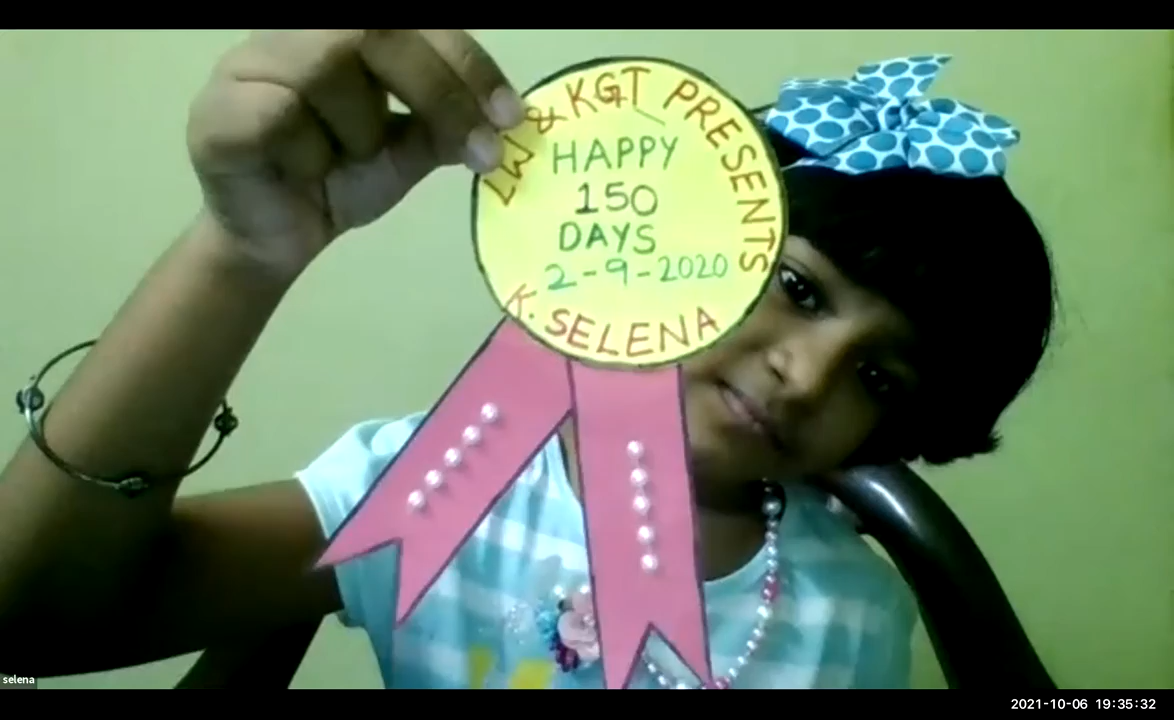 LW & KGT PRESENTS
HAPPY
150
DAYS
2-9-2020
K. SELENA
selena
2021-10-06 19:35:32